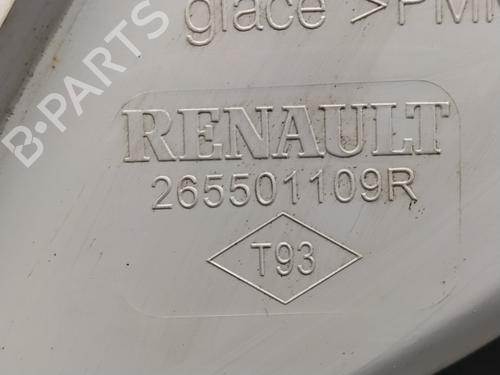 glace >PM
RENAULT
265501109R
T93
B-PARTS